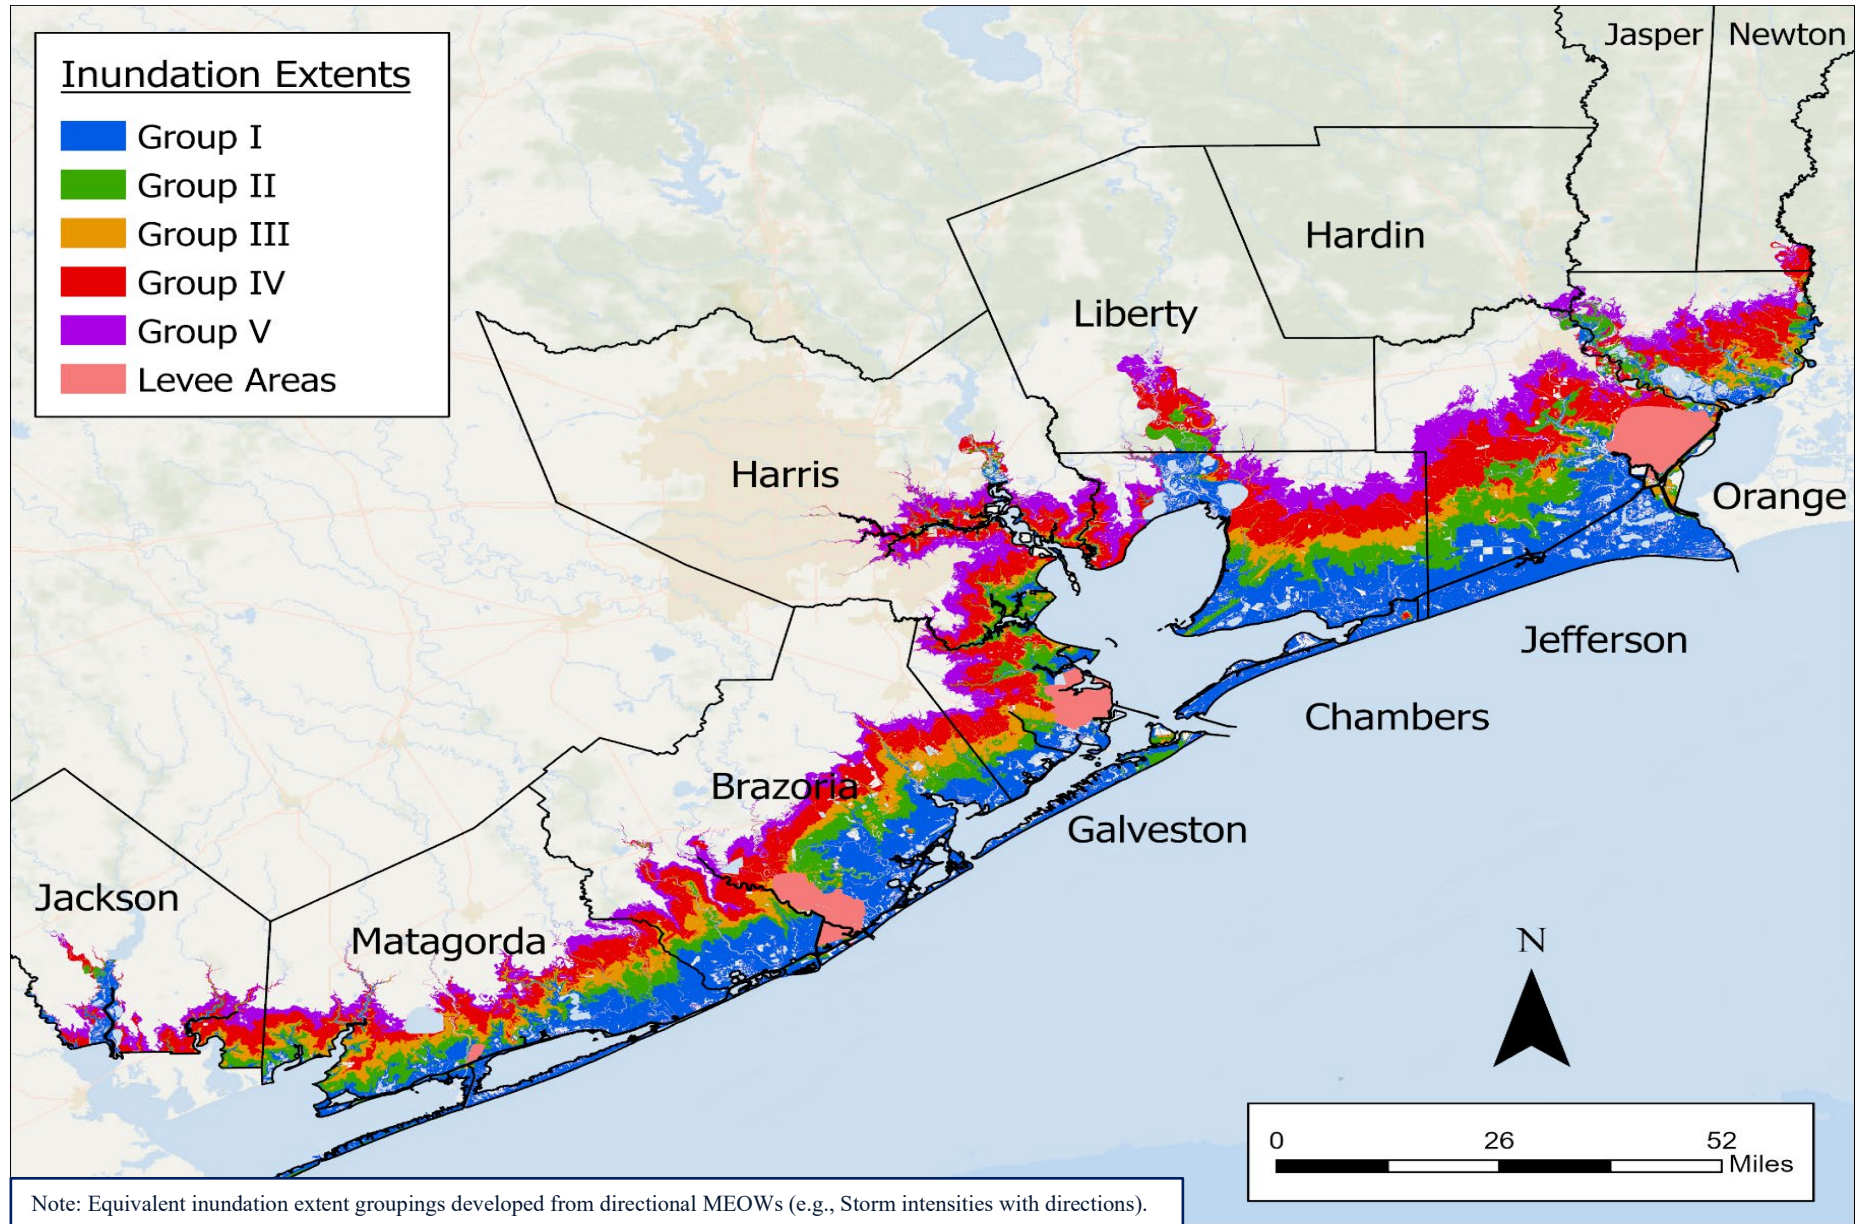 Jasper
Newton
Inundation Extents
Group I
Group II
Group III
Group IV
Group V
Levee Areas
Hardin
Liberty
Harris
Orange
Jefferson
Chambers
Brazoria
Galveston
Jackson
Matagorda
N
0 26 52
Miles
Note: Equivalent inundation extent groupings developed from directional MEOWs (e.g., Storm intensities with directions).